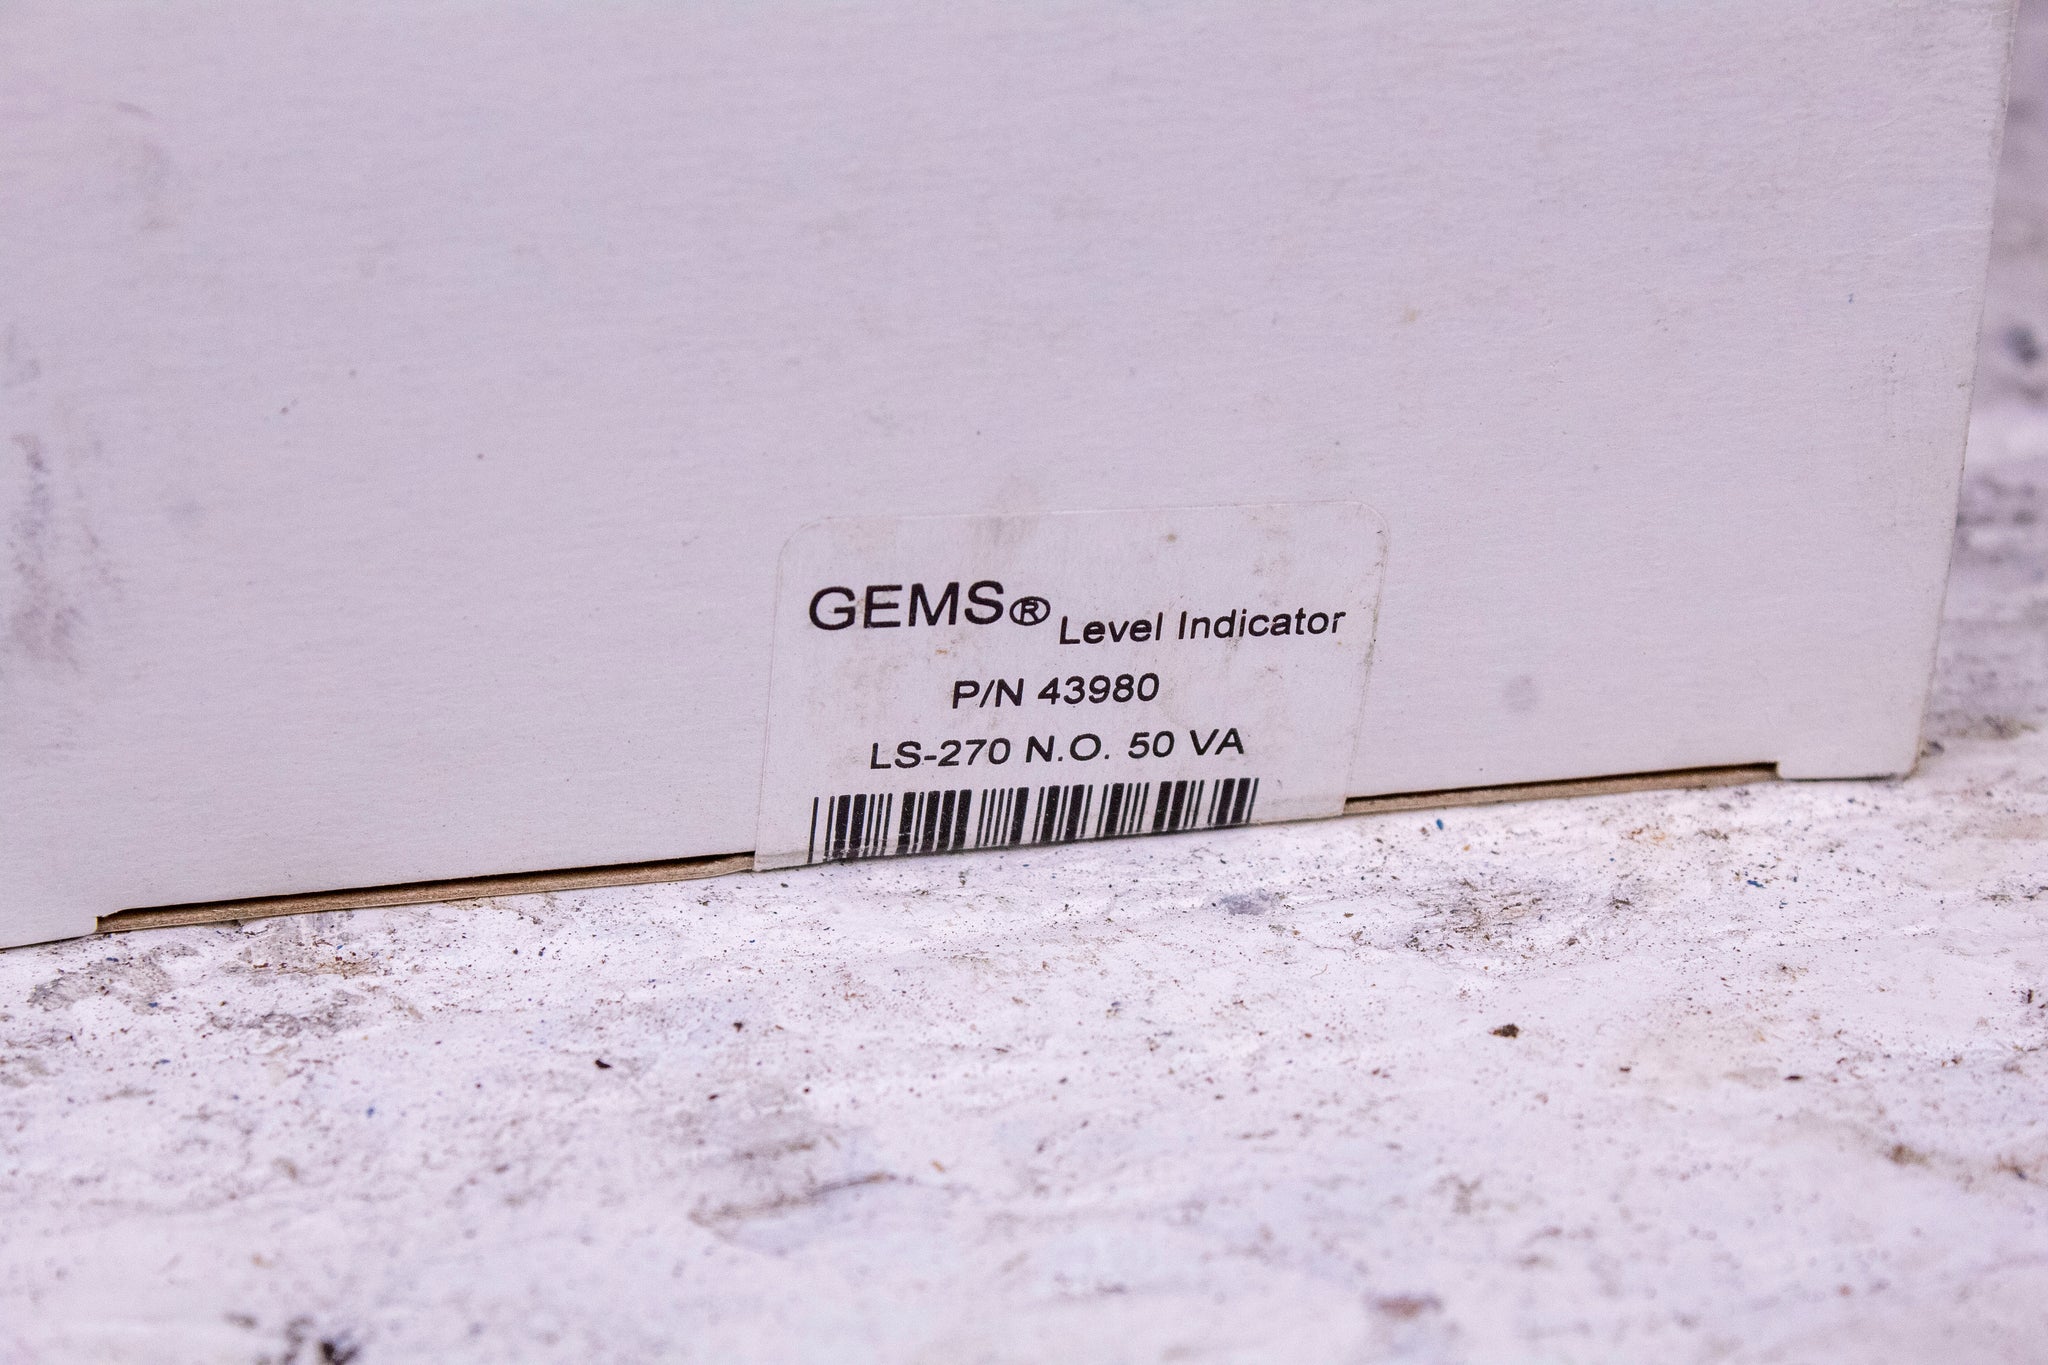 GEMS® Level Indicator
P/N 43980
LS-270 N.O. 50 VA